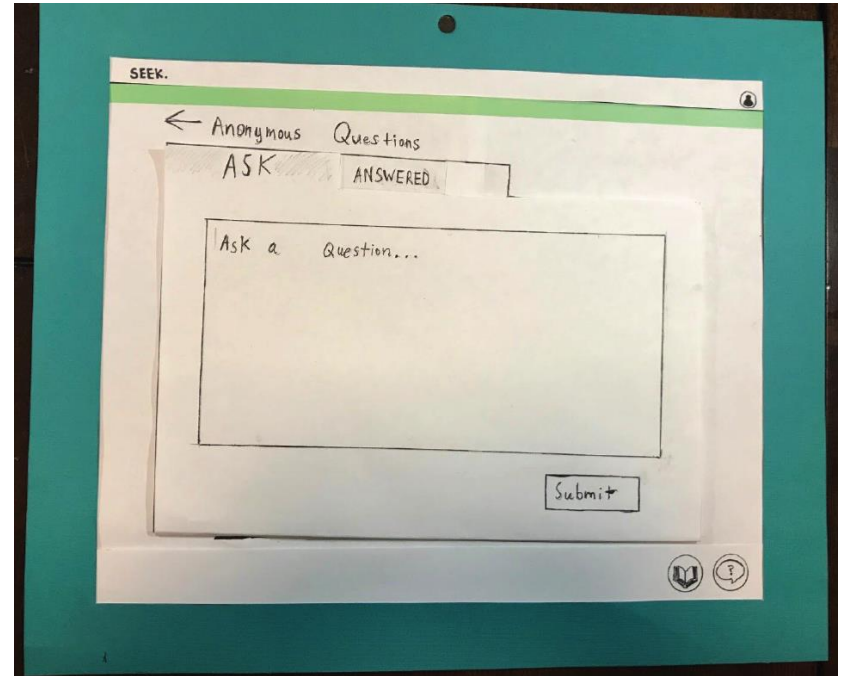 SEEK.
← Anonymous Questions
ASK
ANSWERED
Ask a Question...
Submit
?